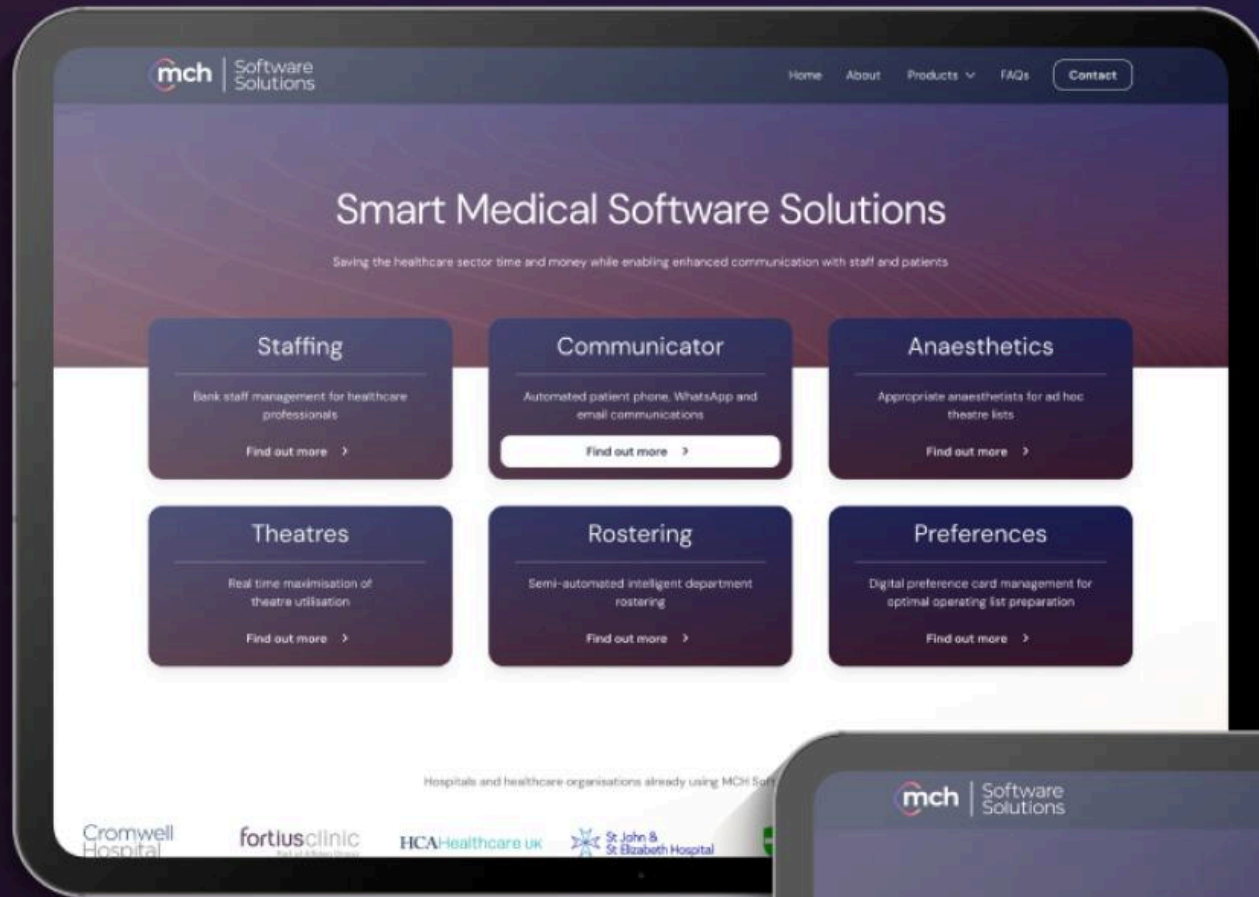 mch | Software
Solutions
Home About Products FAQs Contact
Smart Medical Software Solutions
Saving the healthcare sector time and money while enabling enhanced communication with staff and patients
Staffing
Bank staff management for healthcare
professionals
Find out more
Communicator
Automated patient phone, WhatsApp and
email communications
Find out more
Anaesthetics
Appropriate anaesthetists for ad hoc
theatre lists
Find out more
Theatres
Real time maximisation of
theatre utilisation
Find out more
Rostering
Semi-automated intelligent department
rostering
Find out more
Preferences
Digital preference card management for
optimal operating list preparation
Find out more
Hospitals and healthcare organisations already using MCH
Cromwell
Hospital
fortiusclinic
HCAHealthcare UK
St John &
St Elizabeth Hospital
mch | Software
Solutions